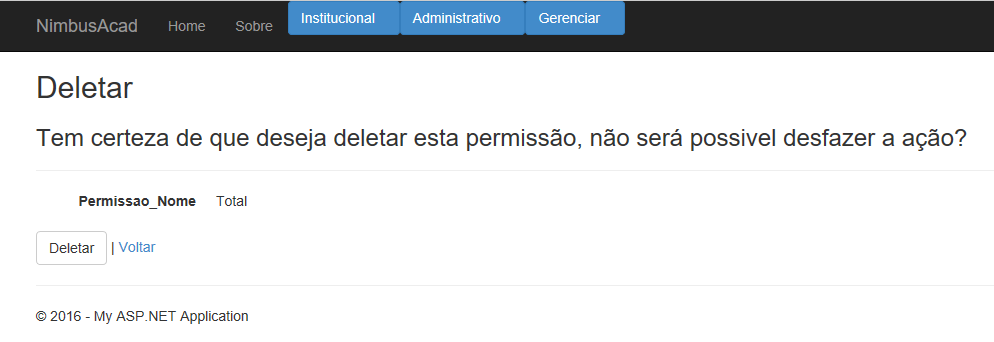 NimbusAcad Home Sobre Institucional Administrativo Gerenciar
Deletar
Tem certeza de que deseja deletar esta permissão, não será possivel desfazer a ação?
Permissao_Nome Total
Deletar | Voltar
© 2016 - My ASP.NET Application